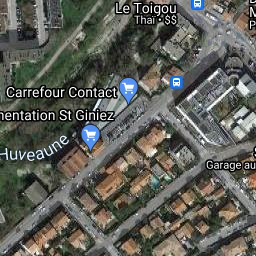 Le Toigou
Thaï • $$
Carrefour Contact
mentation St Giniez
Huveaune
Garage au